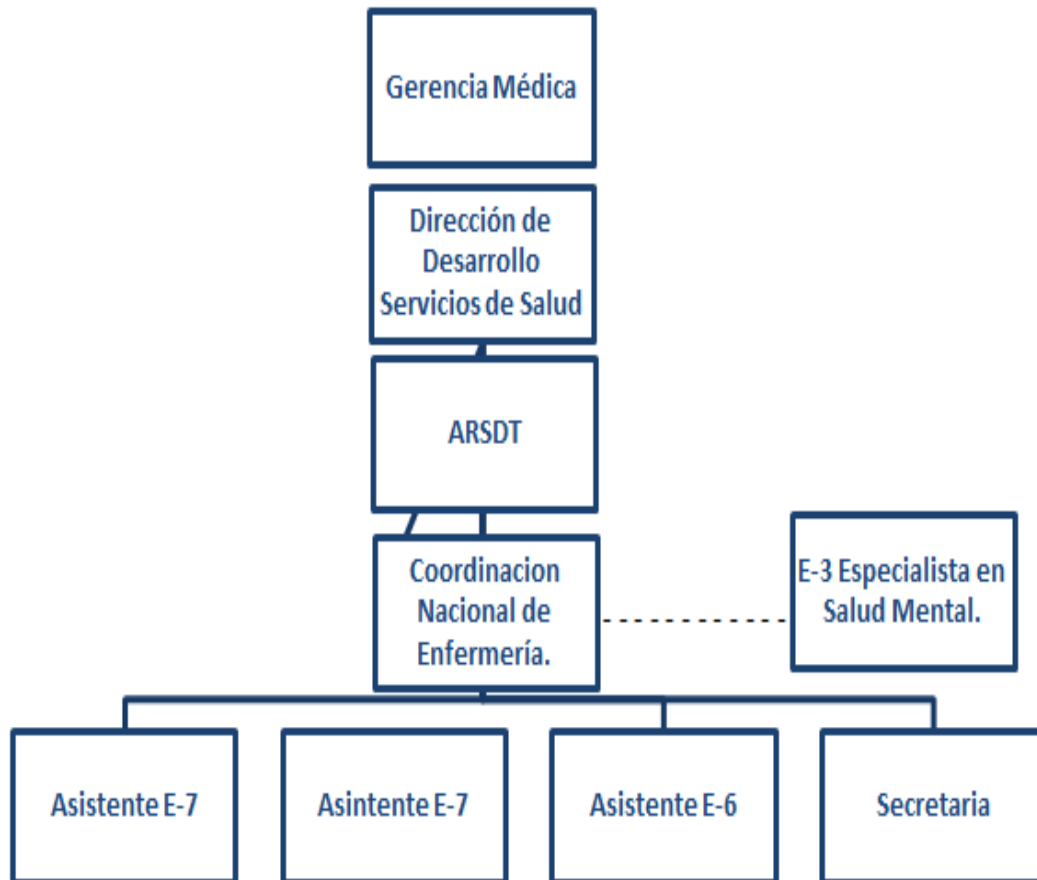 Gerencia Médica
Dirección de
Desarrollo
Servicios de Salud
ARSDT
Coordinacion
Nacional de
Enfermería.
E-3 Especialista en
Salud Mental.
Asistente E-7
Asintente E-7
Asistente E-6
Secretaria